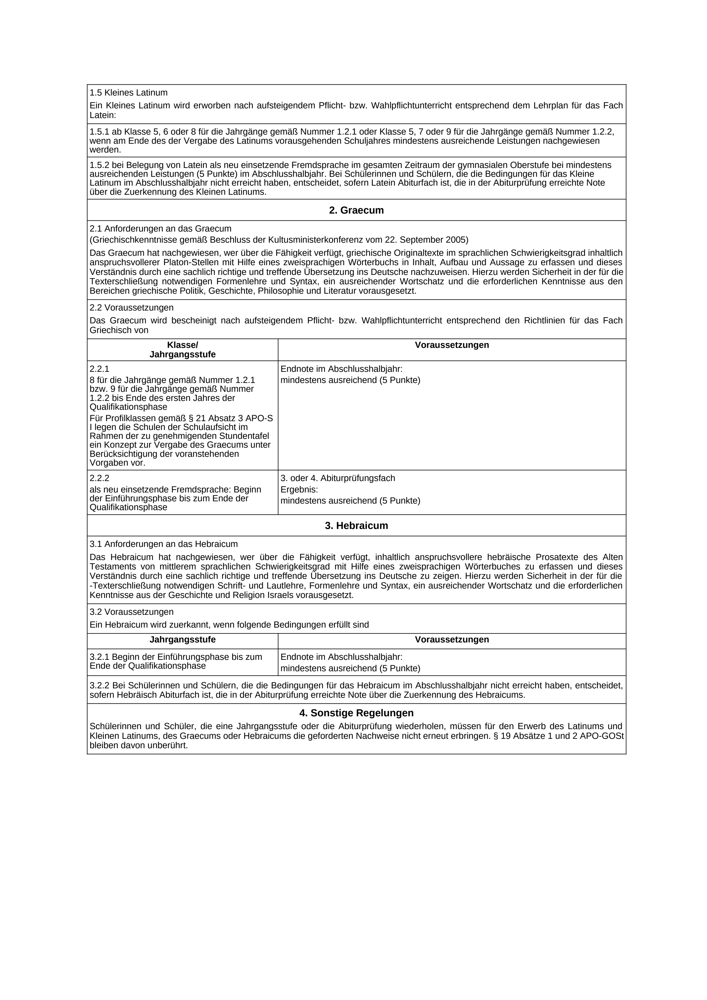 1.5 Kleines Latinum
Ein Kleines Latinum wird erworben nach aufsteigendem Pflicht- bzw. Wahlpflichtunterricht entsprechend dem Lehrplan für das Fach
Latein:
1.5.1 ab Klasse 5, 6 oder 8 für die Jahrgänge gemäß Nummer 1.2.1 oder Klasse 5, 7 oder 9 für die Jahrgänge gemäß Nummer 1.2.2,
wenn am Ende des der Vergabe des Latinums vorausgehenden Schuljahres mindestens ausreichende Leistungen nachgewiesen
werden.
1.5.2 bei Belegung von Latein als neu einsetzende Fremdsprache im gesamten Zeitraum der gymnasialen Oberstufe bei mindestens
ausreichenden Leistungen (5 Punkte) im Abschlusshalbjahr. Bei Schülerinnen und Schülern, die die Bedingungen für das Kleine
Latinum im Abschlusshalbjahr nicht erreicht haben, entscheidet, sofern Latein Abiturfach ist, die in der Abiturprüfung erreichte Note
über die Zuerkennung des Kleinen Latinums.
2. Graecum
2.1 Anforderungen an das Graecum
(Griechischkenntnisse gemäß Beschluss der Kultusministerkonferenz vom 22. September 2005)
Das Graecum hat nachgewiesen, wer über die Fähigkeit verfügt, griechische Originaltexte im sprachlichen Schwierigkeitsgrad inhaltlich
anspruchsvollerer Platon-Stellen mit Hilfe eines zweisprachigen Wörterbuchs in Inhalt, Aufbau und Aussage zu erfassen und dieses
Verständnis durch eine sachlich richtige und treffende Übersetzung ins Deutsche nachzuweisen. Hierzu werden Sicherheit in der für die
Texterschließung notwendigen Formenlehre und Syntax, ein ausreichender Wortschatz und die erforderlichen Kenntnisse aus den
Bereichen griechische Politik, Geschichte, Philosophie und Literatur vorausgesetzt.
2.2 Voraussetzungen
Das Graecum wird bescheinigt nach aufsteigendem Pflicht- bzw. Wahlpflichtunterricht entsprechend den Richtlinien für das Fach
Griechisch von
Klasse/
Jahrgangsstufe
Voraussetzungen
2.2.1
8 für die Jahrgänge gemäß Nummer 1.2.1
bzw. 9 für die Jahrgänge gemäß Nummer
1.2.2 bis Ende des ersten Jahres der
Qualifikationsphase
Für Profilklassen gemäß § 21 Absatz 3 APO-S
I legen die Schulen der Schulaufsicht im
Rahmen der zu genehmigenden Stundentafel
ein Konzept zur Vergabe des Graecums unter
Berücksichtigung der voranstehenden
Vorgaben vor.
Endnote im Abschlusshalbjahr:
mindestens ausreichend (5 Punkte)
2.2.2
als neu einsetzende Fremdsprache: Beginn
der Einführungsphase bis zum Ende der
Qualifikationsphase
3. oder 4. Abiturprüfungsfach
Ergebnis:
mindestens ausreichend (5 Punkte)
3. Hebraicum
3.1 Anforderungen an das Hebraicum
Das Hebraicum hat nachgewiesen, wer über die Fähigkeit verfügt, inhaltlich anspruchsvollere hebräische Prosatexte des Alten
Testaments von mittlerem sprachlichen Schwierigkeitsgrad mit Hilfe eines zweisprachigen Wörterbuches zu erfassen und dieses
Verständnis durch eine sachlich richtige und treffende Übersetzung ins Deutsche zu zeigen. Hierzu werden Sicherheit in der für die
-Texterschließung notwendigen Schrift- und Lautlehre, Formenlehre und Syntax, ein ausreichender Wortschatz und die erforderlichen
Kenntnisse aus der Geschichte und Religion Israels vorausgesetzt.
3.2 Voraussetzungen
Ein Hebraicum wird zuerkannt, wenn folgende Bedingungen erfüllt sind
Jahrgangsstufe
Voraussetzungen
3.2.1 Beginn der Einführungsphase bis zum
Ende der Qualifikationsphase
Endnote im Abschlusshalbjahr:
mindestens ausreichend (5 Punkte)
3.2.2 Bei Schülerinnen und Schülern, die die Bedingungen für das Hebraicum im Abschlusshalbjahr nicht erreicht haben, entscheidet,
sofern Hebräisch Abiturfach ist, die in der Abiturprüfung erreichte Note über die Zuerkennung des Hebraicums.
4. Sonstige Regelungen
Schülerinnen und Schüler, die eine Jahrgangsstufe oder die Abiturprüfung wiederholen, müssen für den Erwerb des Latinums und
Kleinen Latinums, des Graecums oder Hebraicums die geforderten Nachweise nicht erneut erbringen. § 19 Absätze 1 und 2 APO-GOSt
bleiben davon unberührt.